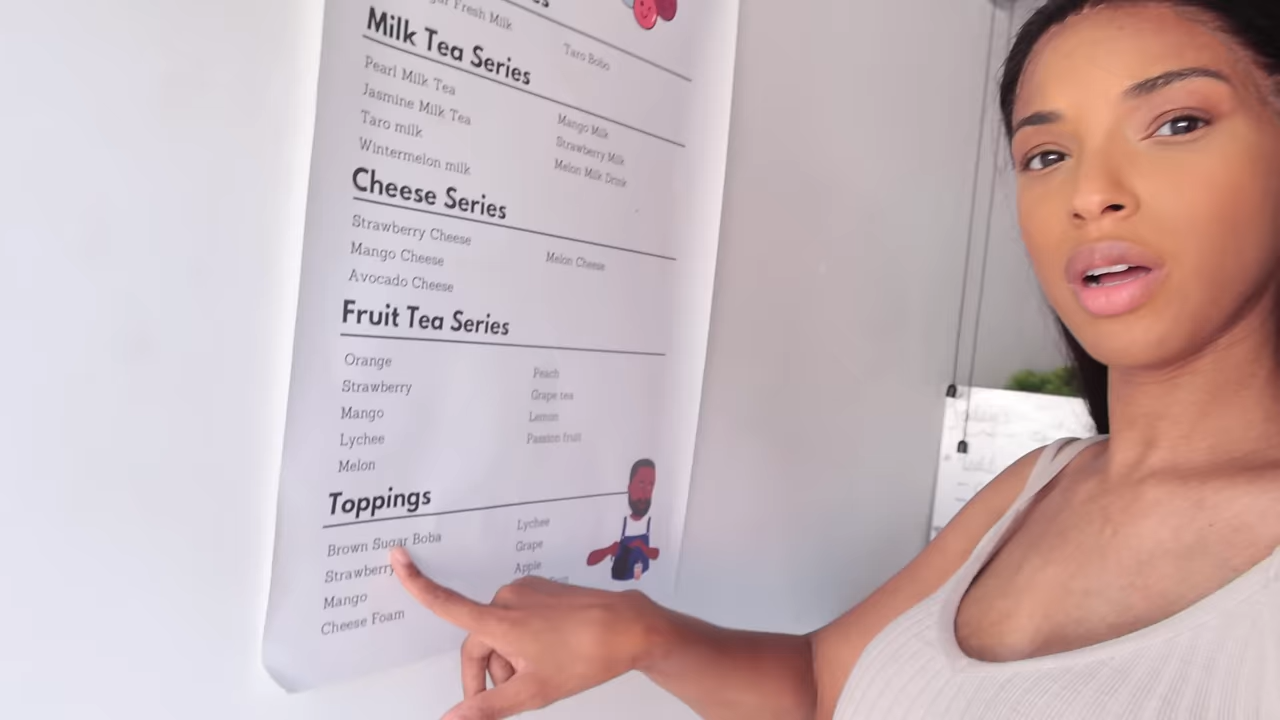 Fresh Milk
Taro Bobo
Milk Tea Series
Pearl Milk Tea
Jasmine Milk Tea
Taro milk
Wintermelon milk
Mango Milk
Strawberry Milk
Melon Milk Drink
Cheese Series
Strawberry Cheese
Mango Cheese
Avocado Cheese
Melon Cheese
Fruit Tea Series
Orange
Strawberry
Mango
Lychee
Melon
Peach
Grape tea
Lemon
Passion fruit
Toppings
Brown Sugar Boba
Strawberry
Mango
Cheese Foam
Lychee
Grape
Apple